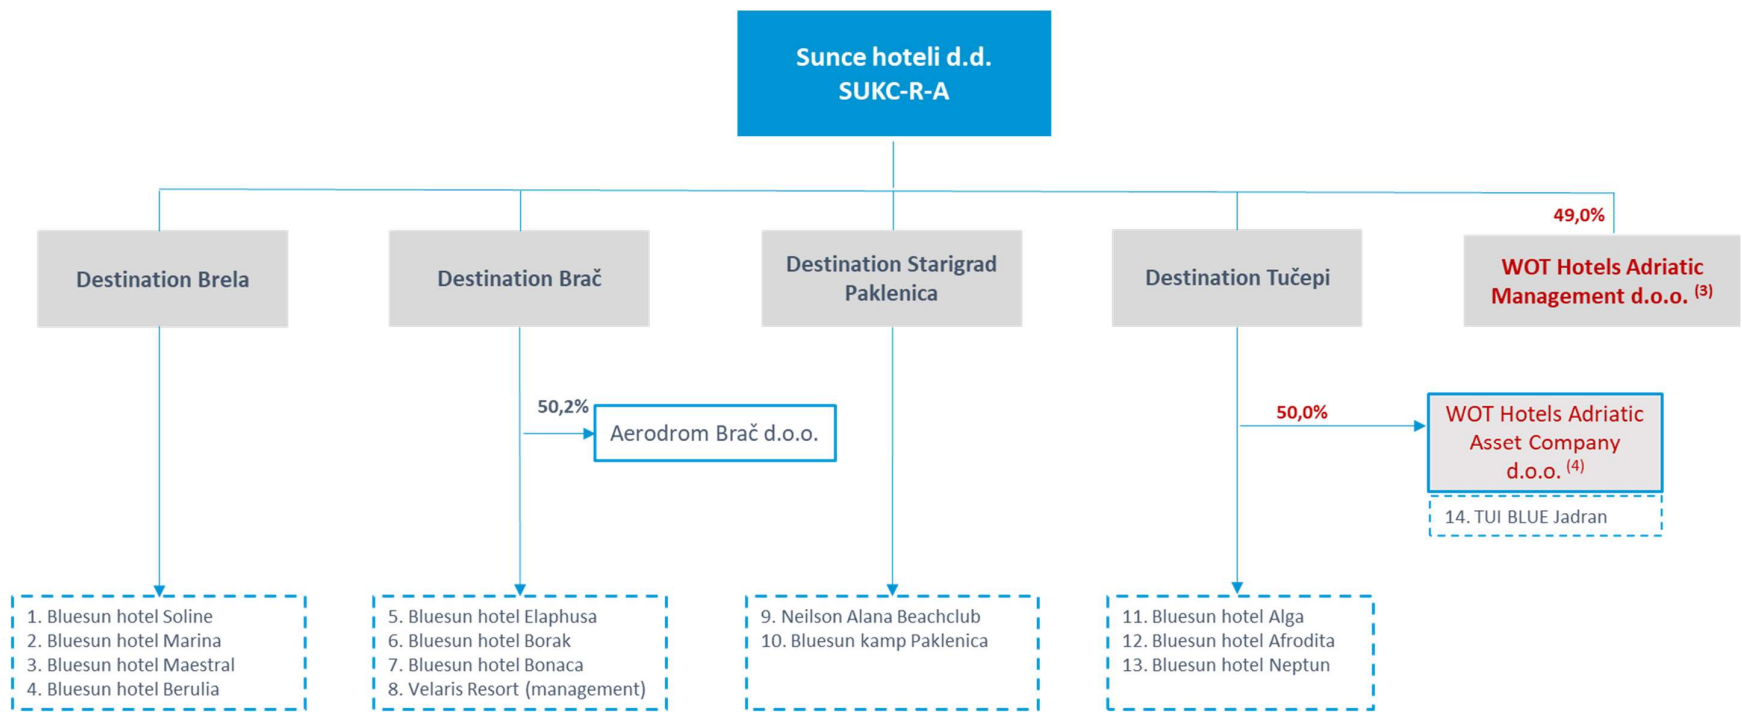 Sunce hoteli d.d.
SUKC-R-A
49,0%
Destination Brela
Destination Brač
Destination Starigrad
Paklenica
Destination Tučepi
WOT Hotels Adriatic
Management d.o.o. (3)
50,2%
Aerodrom Brač d.o.o.
50,0%
WOT Hotels Adriatic
Asset Company
d.o.o. (4)
14. TUI BLUE Jadran
1. Bluesun hotel Soline
2. Bluesun hotel Marina
3. Bluesun hotel Maestral
4. Bluesun hotel Berulia
5. Bluesun hotel Elaphusa
6. Bluesun hotel Borak
7. Bluesun hotel Bonaca
8. Velaris Resort (management)
9. Neilson Alana Beachclub
10. Bluesun kamp Paklenica
11. Bluesun hotel Alga
12. Bluesun hotel Afrodita
13. Bluesun hotel Neptun